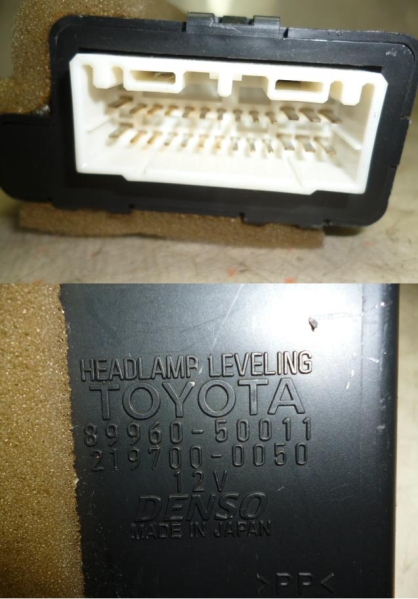 HEADLAMP LEVELING
TOYOTA
89960-50011
219700-0050
12V
DENSO
MADE IN JAPAN
>PP<